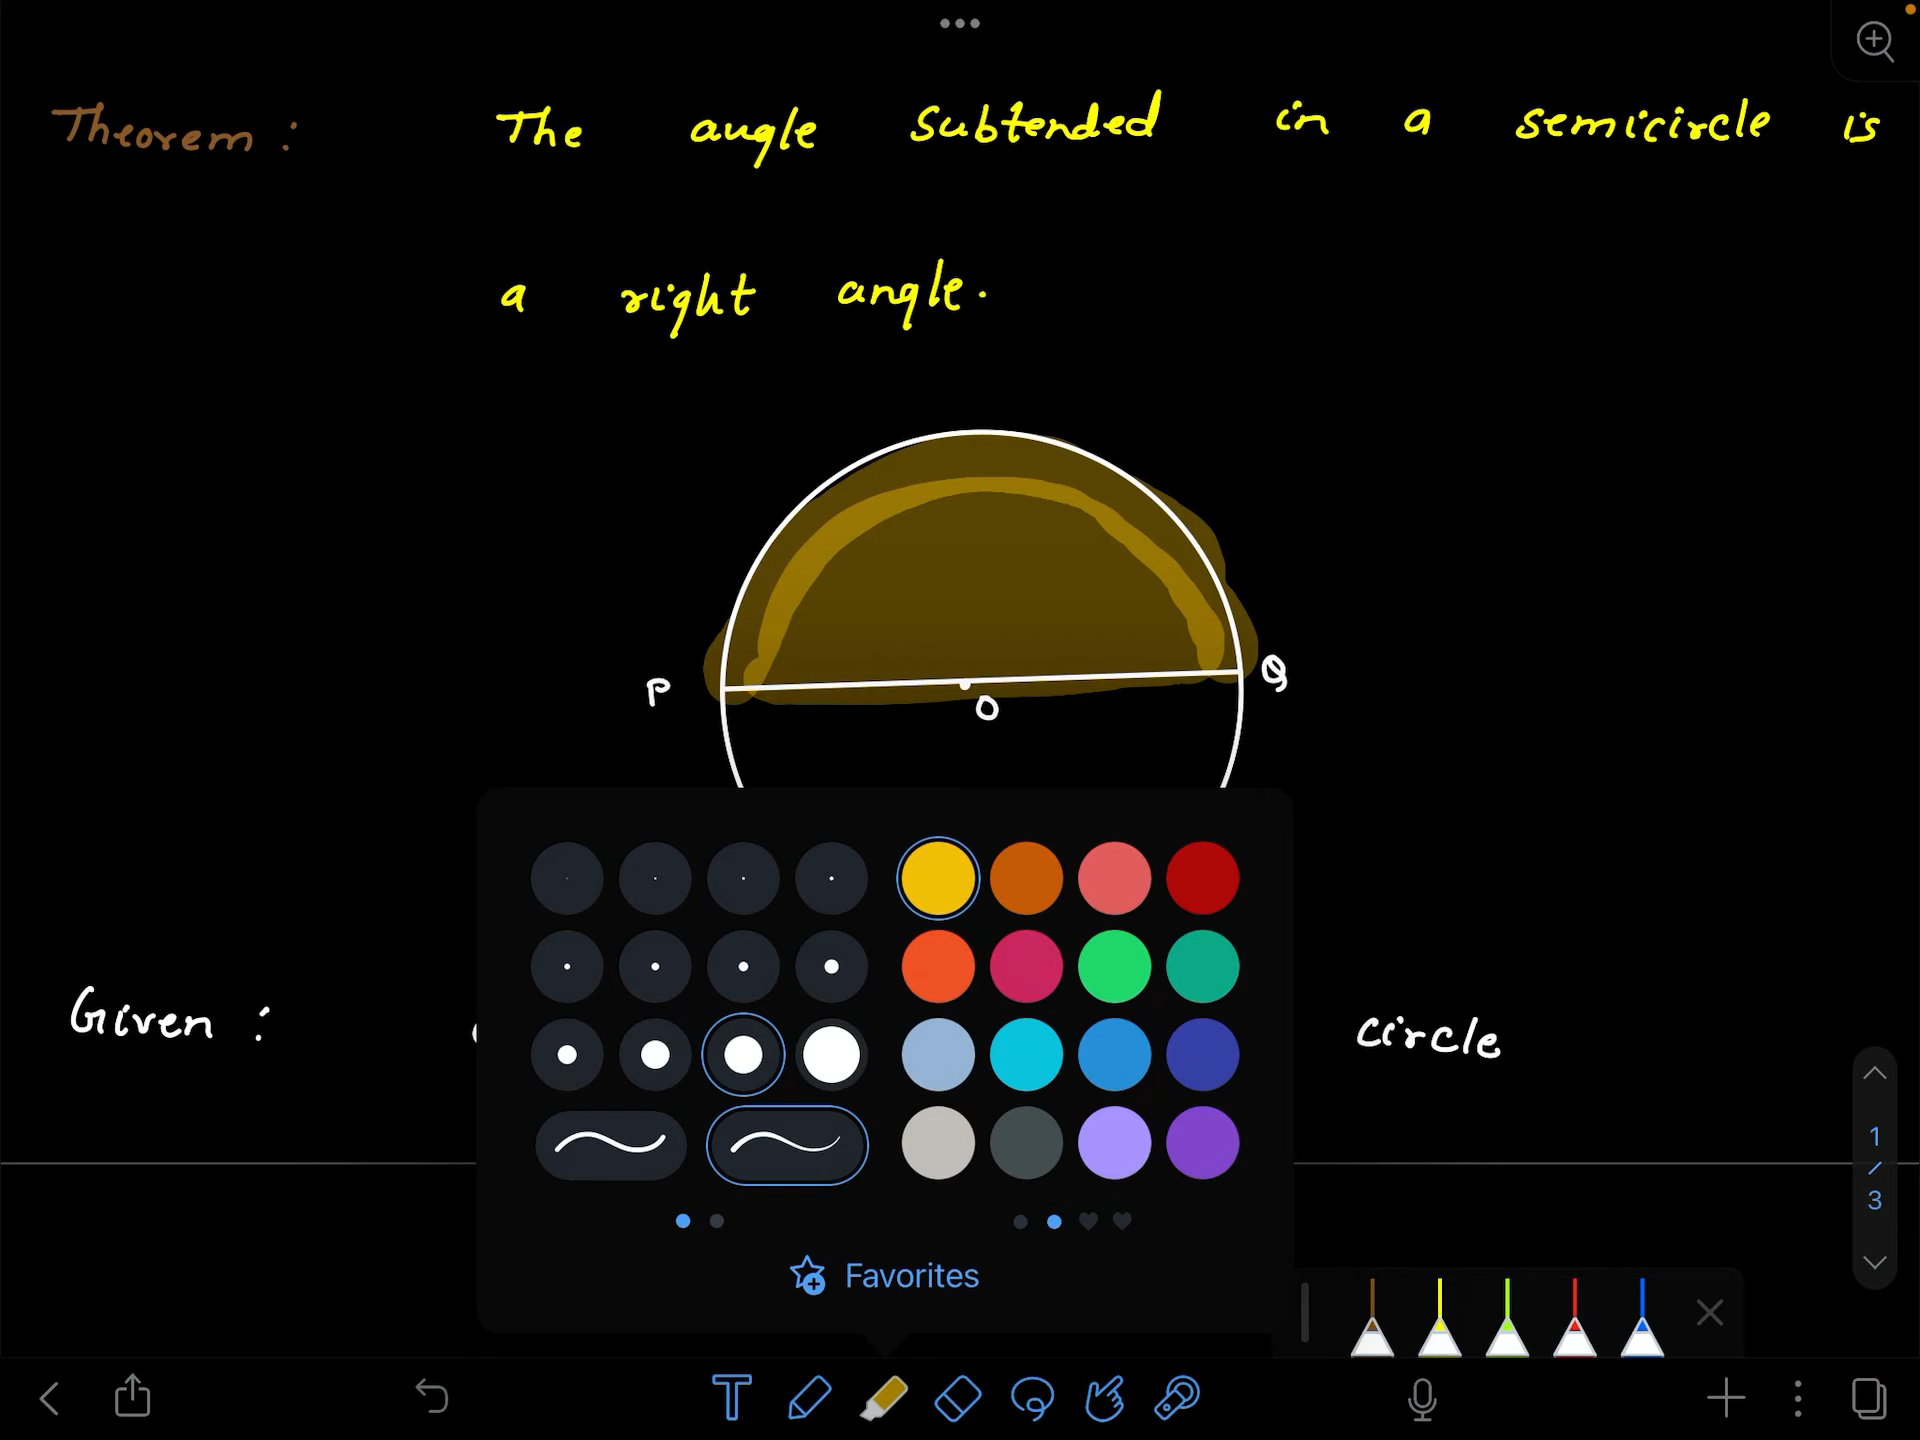 Theorem : The angle subtended in a semicircle is
a right angle.
P Q
O
Given : circle
1
/
3
Favorites